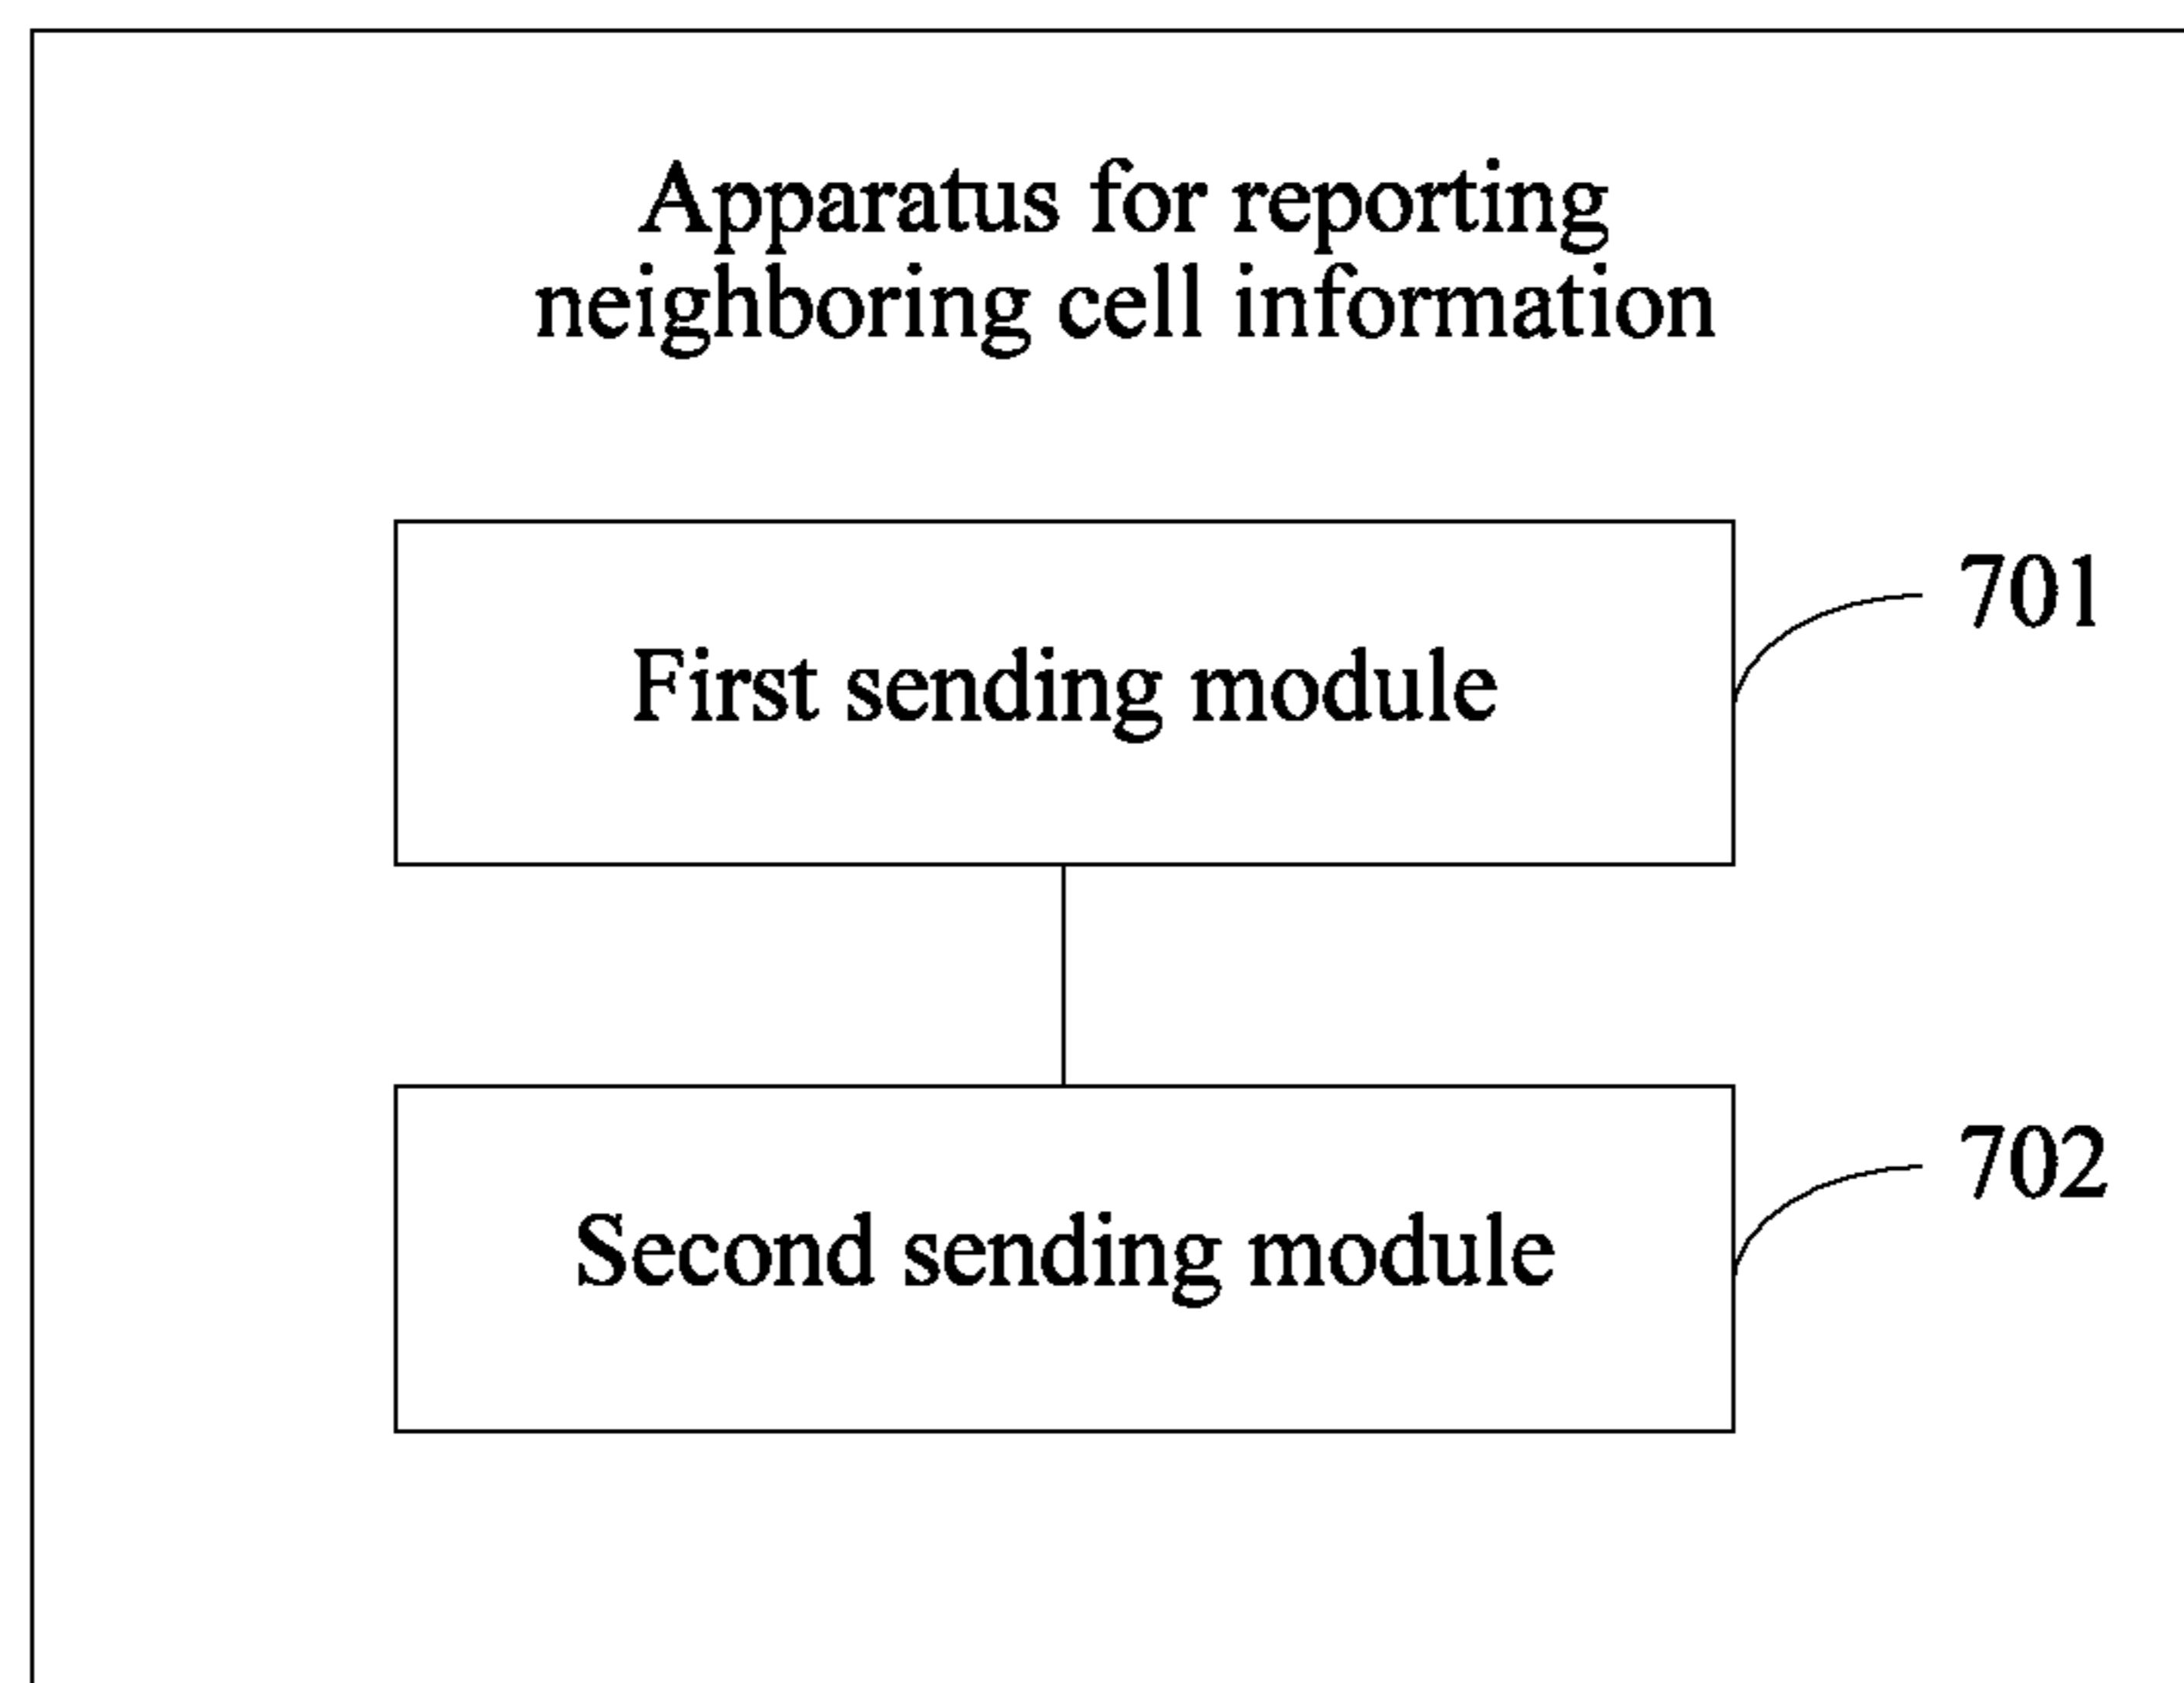 Apparatus for reporting
neighboring cell information
701
First sending module
702
Second sending module